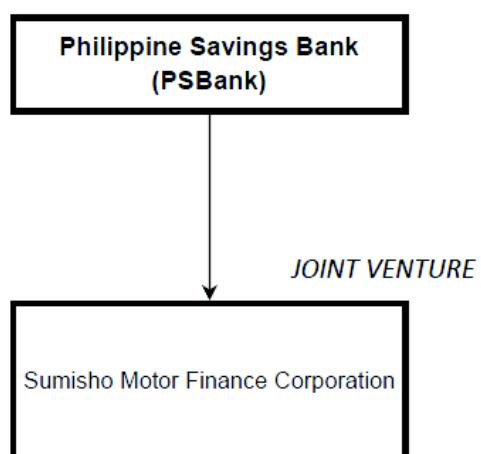 Philippine Savings Bank
(PSBank)
JOINT VENTURE
Sumisho Motor Finance Corporation